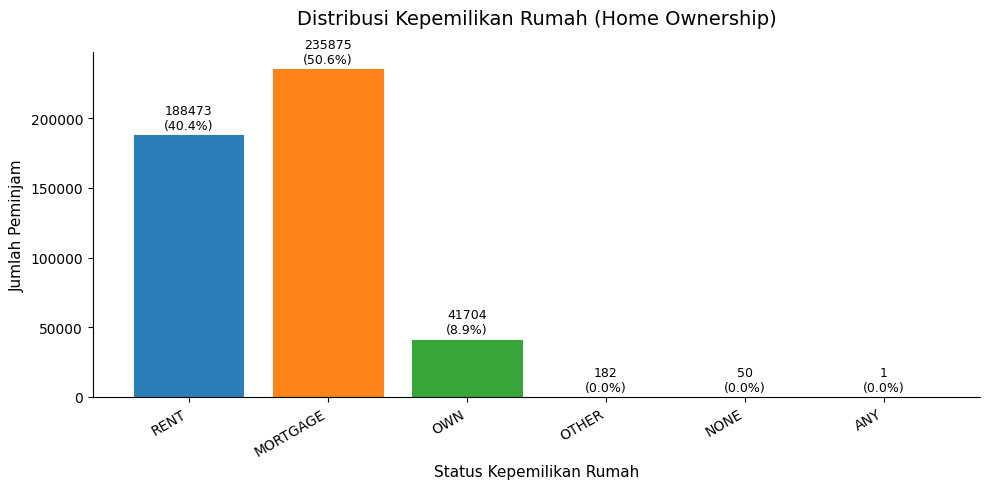 Distribusi Kepemilikan Rumah (Home Ownership)
Jumlah Peminjam
200000
150000
100000
50000
0
188473
(40.4%)
235875
(50.6%)
41704
(8.9%)
182
(0.0%)
50
(0.0%)
1
(0.0%)
RENT
MORTGAGE
OWN
OTHER
NONE
ANY
Status Kepemilikan Rumah